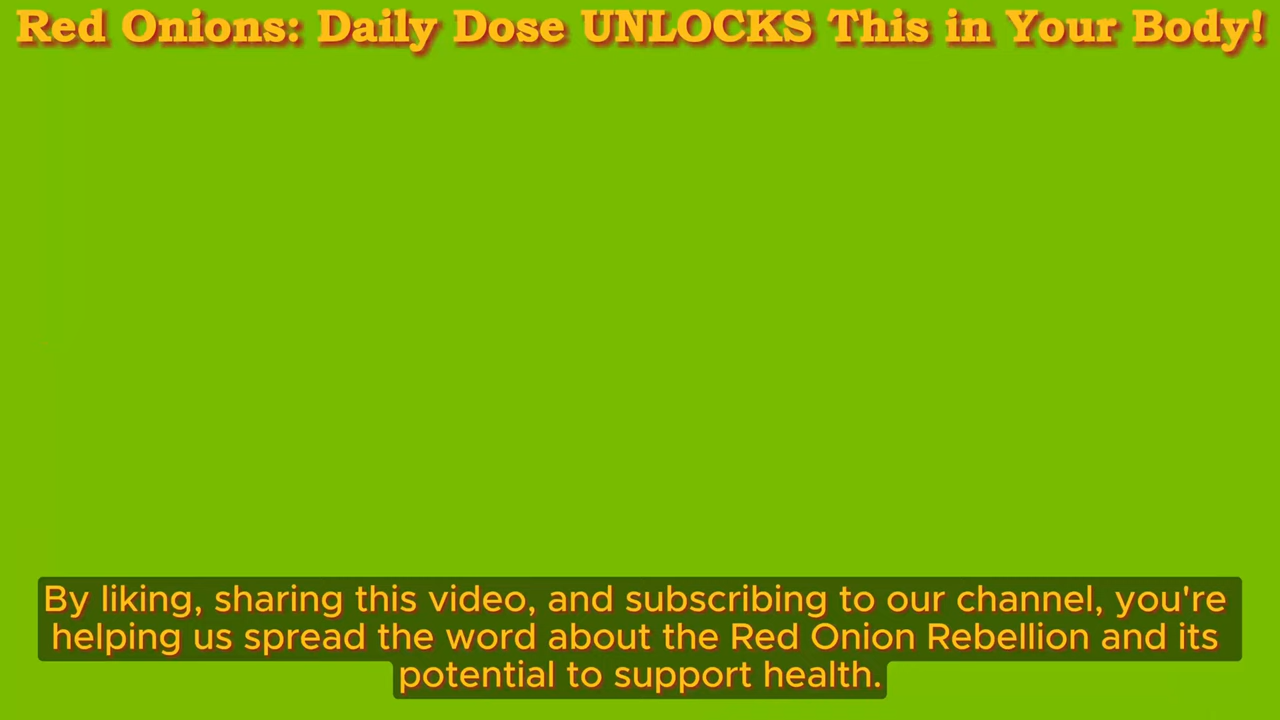 Red Onions: Daily Dose UNLOCKS This in Your Body!
By liking, sharing this video, and subscribing to our channel, you're
helping us spread the word about the Red Onion Rebellion and its
potential to support health.